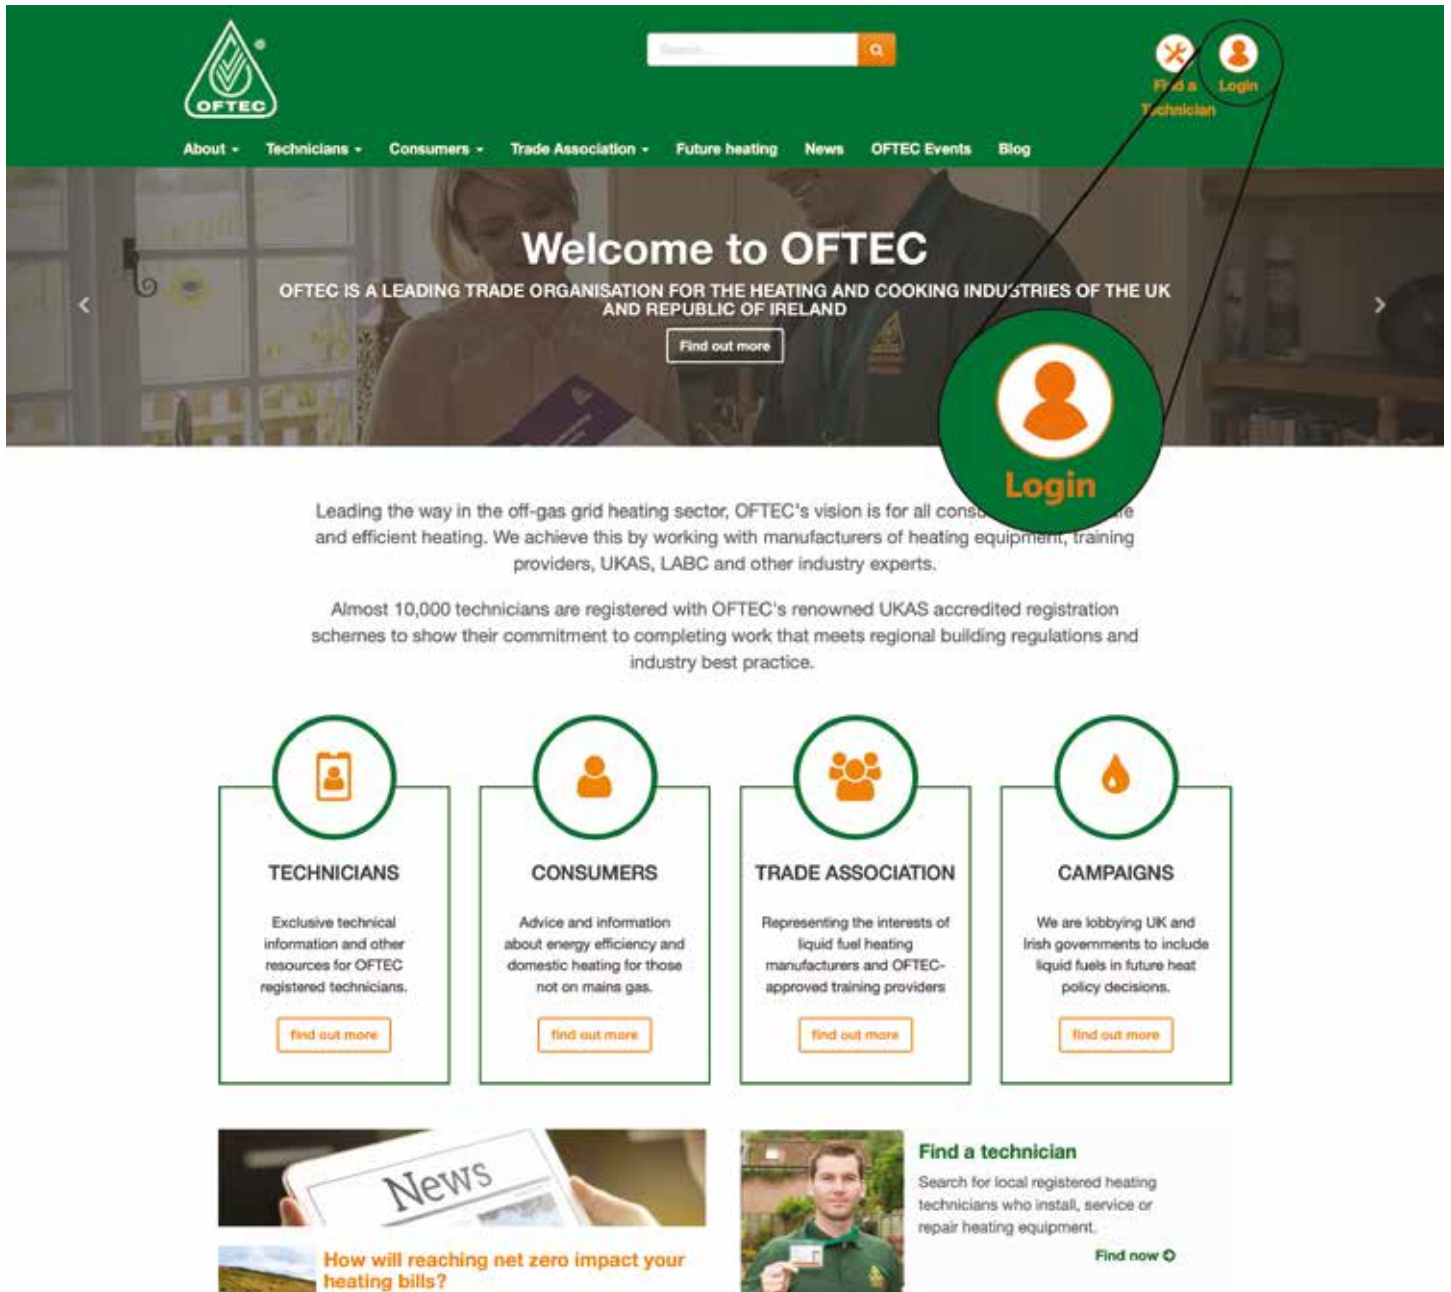 OFTEC
Search...
Find a
Technician
Login
About
Technicians
Consumers
Trade Association
Future heating
News
OFTEC Events
Blog
Welcome to OFTEC
OFTEC IS A LEADING TRADE ORGANISATION FOR THE HEATING AND COOKING INDUSTRIES OF THE UK
AND REPUBLIC OF IRELAND
Find out more
Login
Leading the way in the off-gas grid heating sector, OFTEC's vision is for all
and efficient heating. We achieve this by working with manufacturers of heating equipment, training
providers, UKAS, LABC and other industry experts.
Almost 10,000 technicians are registered with OFTEC's renowned UKAS accredited registration
schemes to show their commitment to completing work that meets regional building regulations and
industry best practice.
TECHNICIANS
Exclusive technical
information and other
resources for OFTEC
registered technicians.
find out more
CONSUMERS
Advice and information
about energy efficiency and
domestic heating for those
not on mains gas.
find out more
TRADE ASSOCIATION
Representing the interests of
liquid fuel heating
manufacturers and OFTEC-
approved training providers
find out more
CAMPAIGNS
We are lobbying UK and
Irish governments to include
liquid fuels in future heat
policy decisions.
find out more
News
How will reaching net zero impact your
heating bills?
Find a technician
Search for local registered heating
technicians who install, service or
repair heating equipment.
Find now